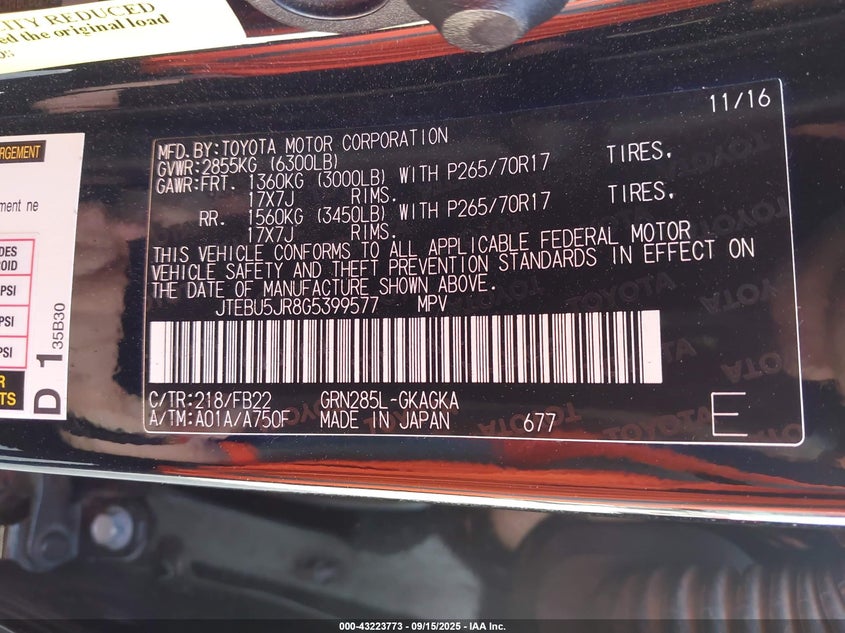 ITY REDUCED
d the original load
11/16
MFD. BY: TOYOTA MOTOR CORPORATION
GVWR: 2855KG (6300LB)
GAWR: FRT. 1360KG (3000LB) WITH P265/70R17 TIRES,
17X7J RIMS.
RR. 1560KG (3450LB) WITH P265/70R17 TIRES,
17X7J RIMS.
THIS VEHICLE CONFORMS TO ALL APPLICABLE FEDERAL MOTOR
VEHICLE SAFETY AND THEFT PREVENTION STANDARDS IN EFFECT ON
THE DATE OF MANUFACTURE SHOWN ABOVE.
JTEBU5JR8G5399577 MPV
C/TR: 218/FB22 GRN285L-GKAGKA
A/TM: A01A/A750F MADE IN JAPAN 677 E
RGEMENT
ment ne
DES
ROID
PSI
PSI
PSI
R
TS
D 1 35B30
TOYOTA
000-43223773 - 09/15/2025 - IAA Inc.